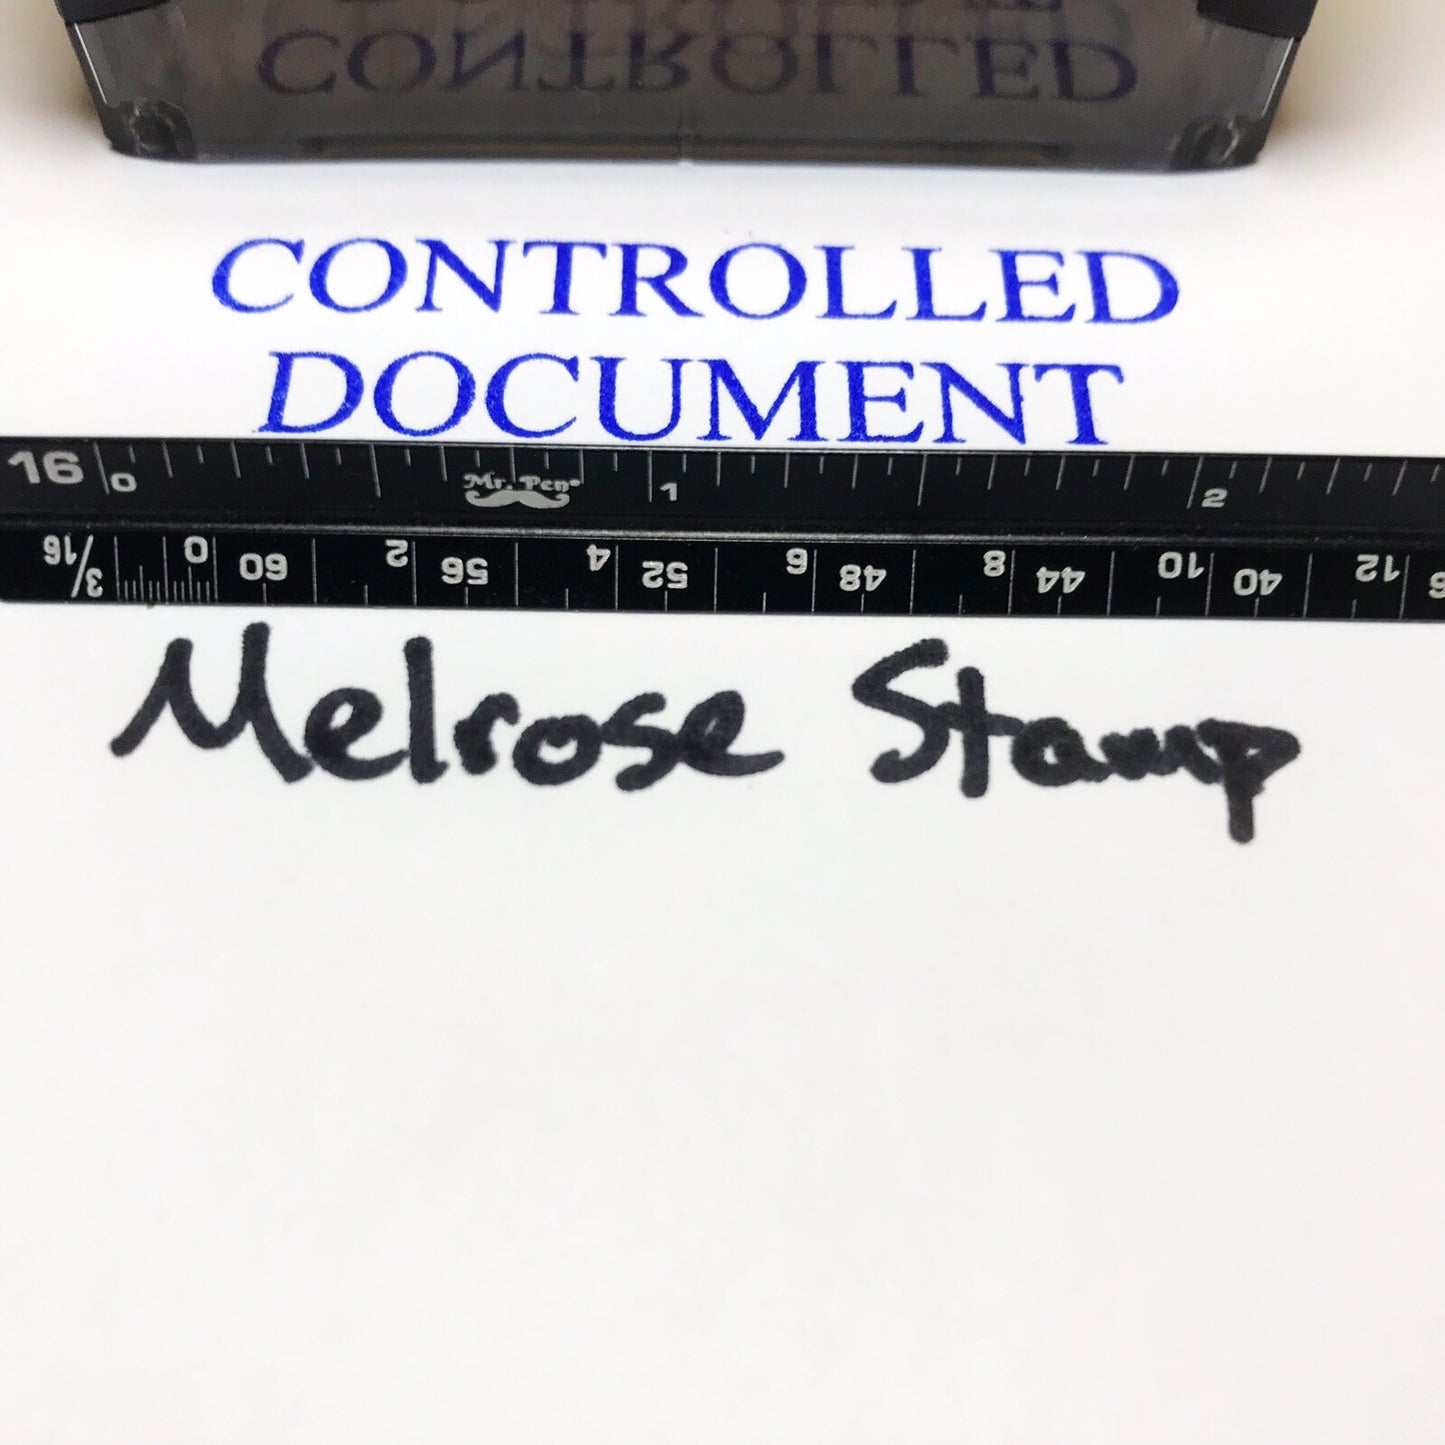 CONTROLLED
CONTROLLED
DOCUMENT
16 0 Mr. Pen 1 2
3/16 0 60 2 56 4 52 6 48 8 44 10 40 12
Melrose Stamp